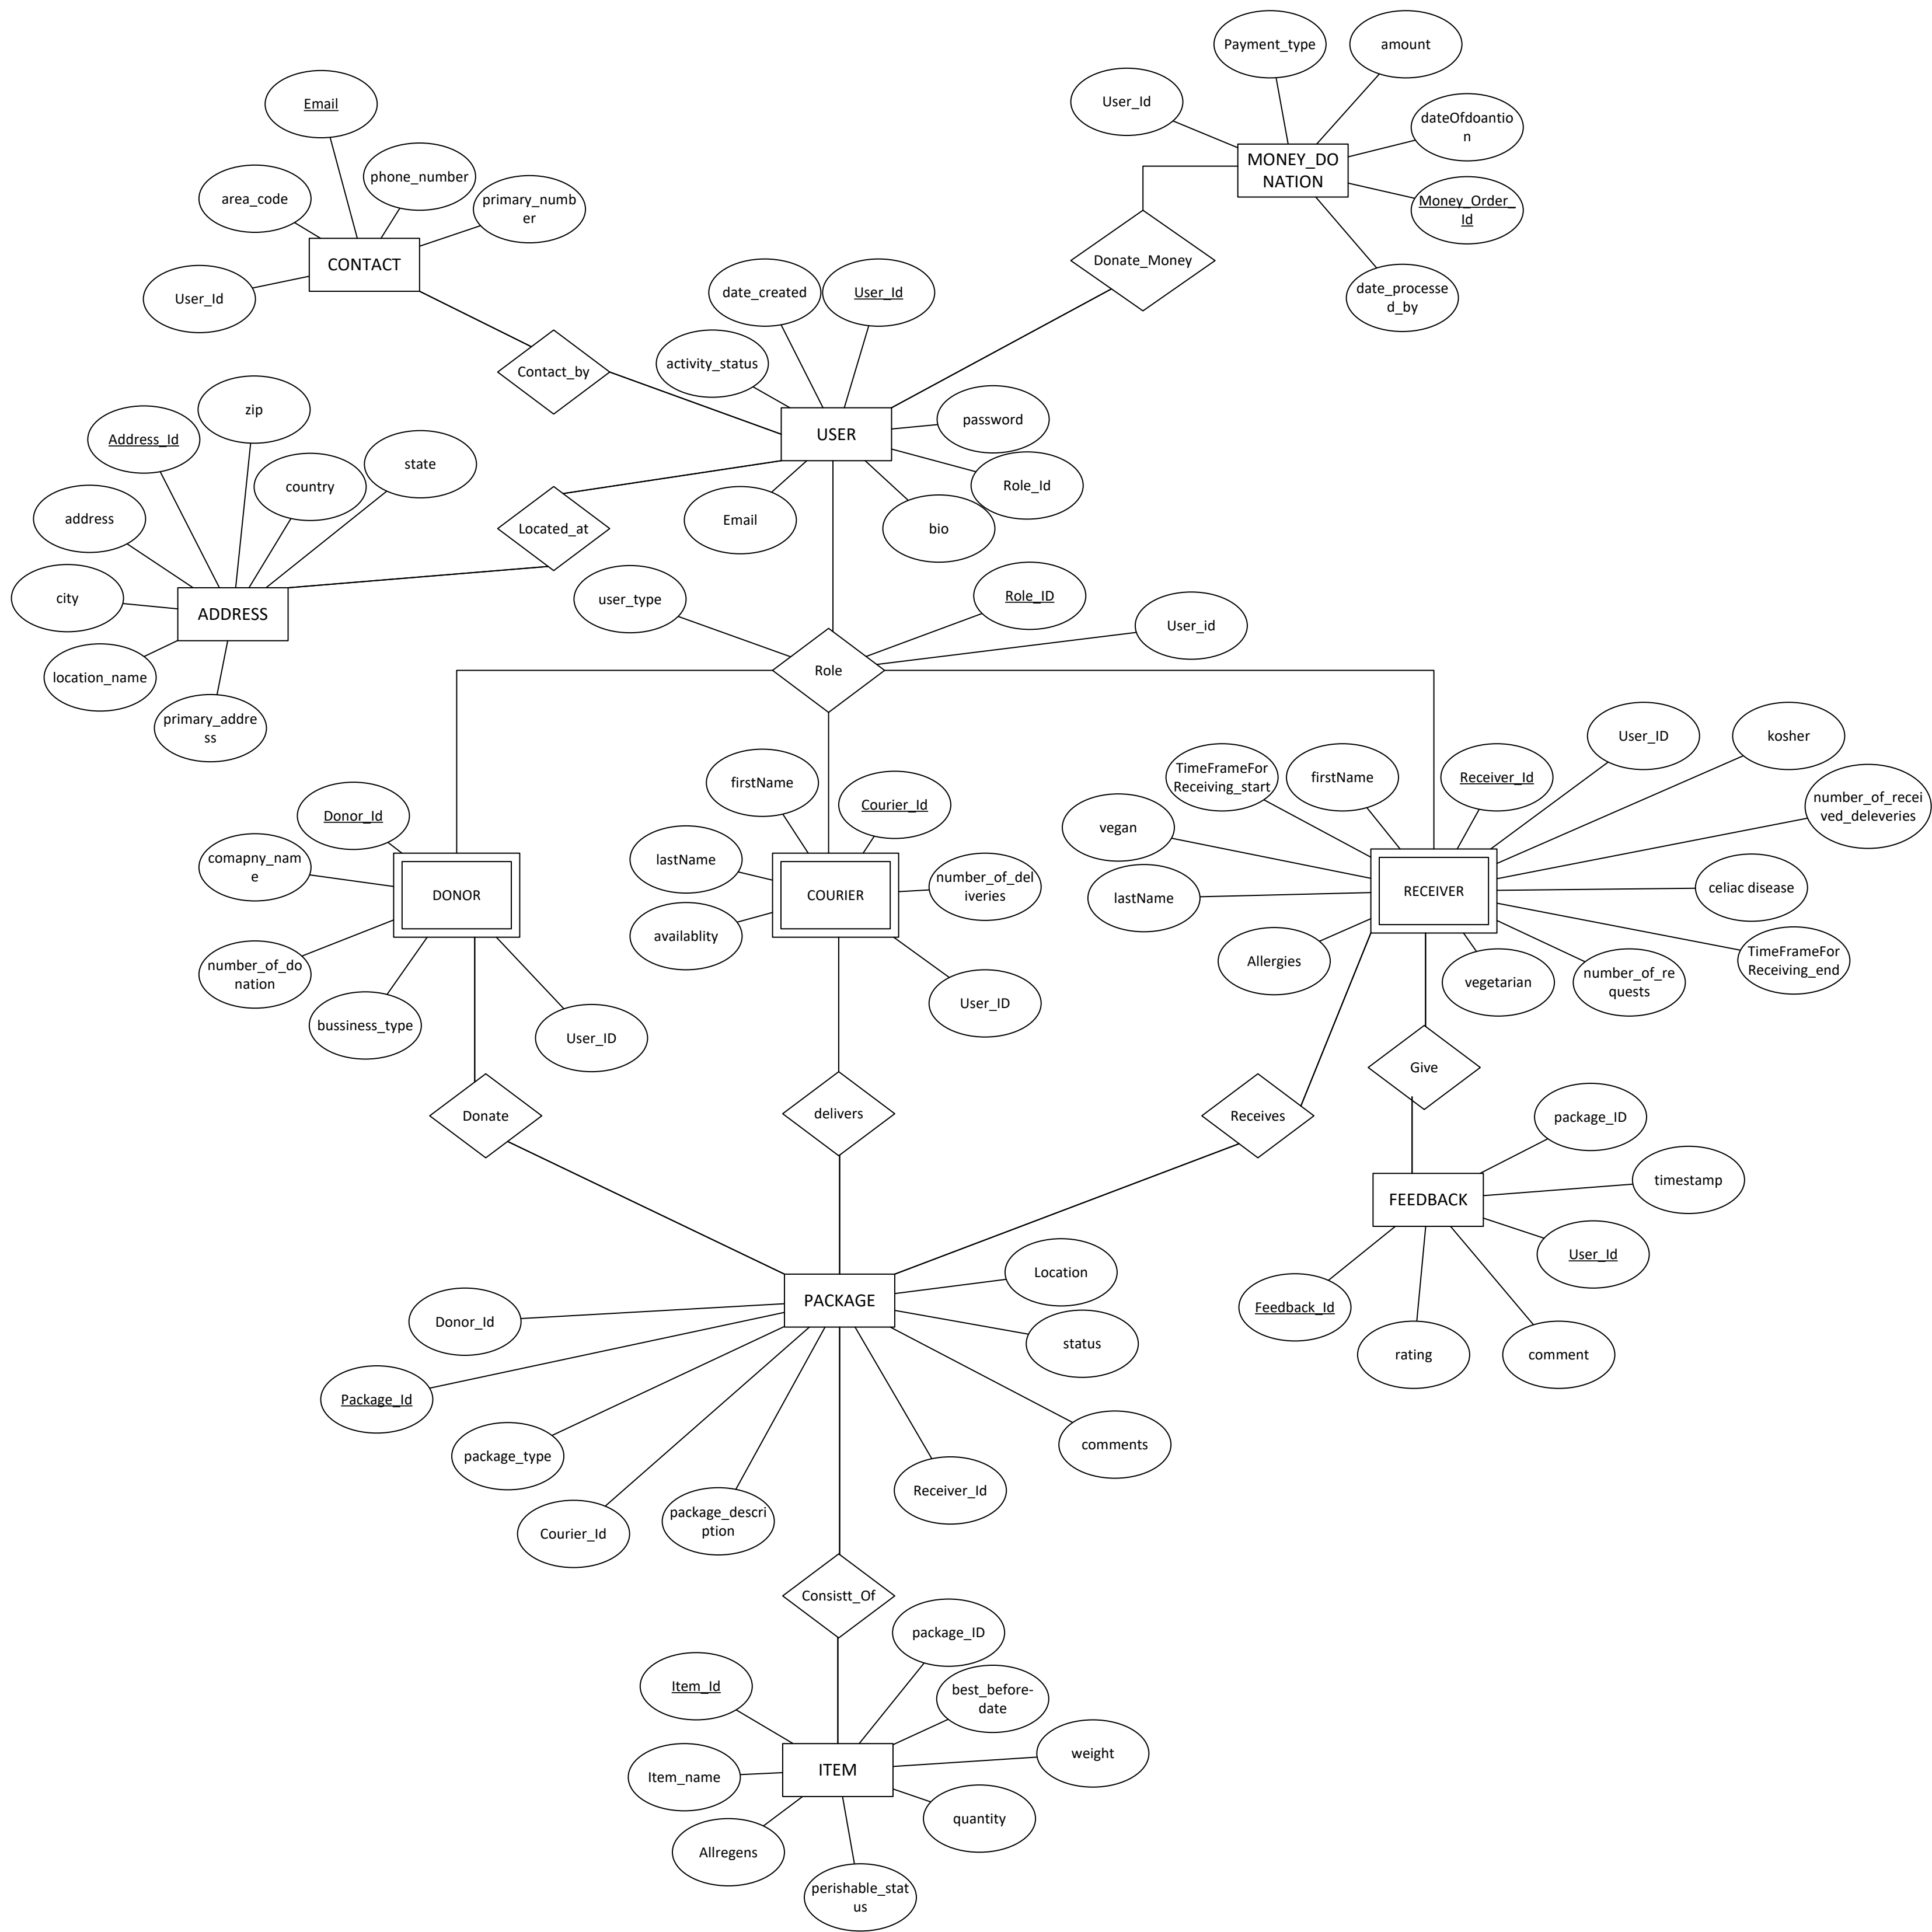 Payment_type
amount
User_Id
dateOfdoantio
n
MONEY_DO
NATION
Money_Order_
Id
date_processe
d_by
Donate_Money
Email
phone_number
area_code
primary_numb
er
CONTACT
User_Id
Contact_by
date_created
User_Id
activity_status
password
USER
Role_Id
Email
bio
zip
Address_Id
state
country
address
Located_at
city
ADDRESS
location_name
primary_addre
ss
user_type
Role_ID
User_id
Role
Donor_Id
comapny_nam
e
DONOR
number_of_do
nation
bussiness_type
User_ID
firstName
Courier_Id
lastName
COURIER
number_of_del
iveries
availablity
User_ID
TimeFrameFor
Receiving_start
firstName
Receiver_Id
User_ID
kosher
number_of_recei
ved_deleveries
vegan
RECEIVER
celiac disease
lastName
Allergies
vegetarian
number_of_re
quests
TimeFrameFor
Receiving_end
Donate
delivers
Receives
Give
package_ID
timestamp
FEEDBACK
User_Id
Feedback_Id
rating
comment
Location
PACKAGE
Donor_Id
status
Package_Id
package_type
comments
Courier_Id
package_descri
ption
Receiver_Id
Consistt_Of
package_ID
Item_Id
best_before-
date
weight
Item_name
ITEM
quantity
Allregens
perishable_stat
us